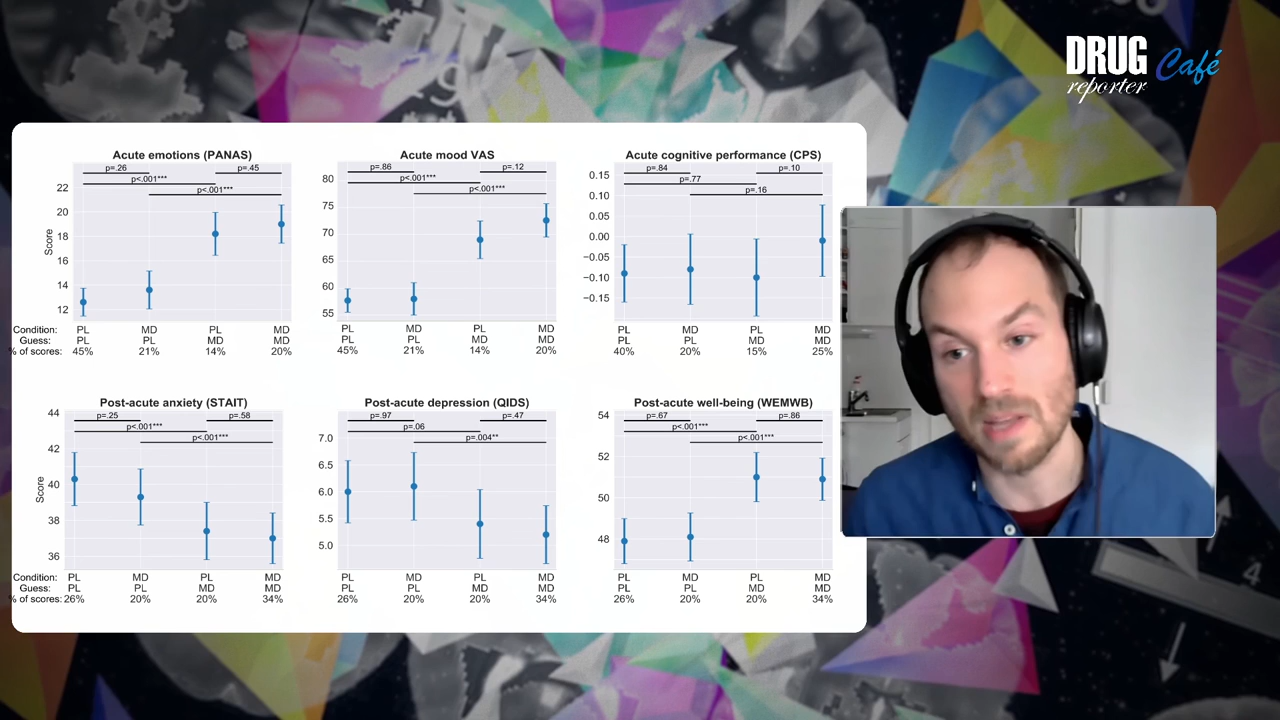 DRUG
reporter
Café
Acute emotions (PANAS)
p=.26
p=.45
p<.001***
p<.001***
22
20
18
16
14
12
Score
Condition: PL MD PL MD
Guess: PL PL MD MD
% of scores: 45% 21% 14% 20%
Acute mood VAS
p=.86
p=.12
p<.001***
p<.001***
80
75
70
65
60
55
PL MD PL MD
PL PL MD MD
45% 21% 14% 20%
Acute cognitive performance (CPS)
p=.84
p=.10
p=.77
p=.16
0.15
0.10
0.05
0.00
−0.05
−0.10
−0.15
PL MD PL MD
PL PL MD MD
40% 20% 15% 25%
Post-acute anxiety (STAIT)
p=.25
p=.58
p<.001***
p<.001***
44
42
40
38
36
Score
Condition: PL MD PL MD
Guess: PL PL MD MD
% of scores: 26% 20% 20% 34%
Post-acute depression (QIDS)
p=.97
p=.47
p=.06
p=.004**
7.0
6.5
6.0
5.5
5.0
PL MD PL MD
PL PL MD MD
26% 20% 20% 34%
Post-acute well-being (WEMWB)
p=.67
p=.86
p<.001***
p<.001***
54
52
50
48
PL MD PL MD
PL PL MD MD
26% 20% 20% 34%
4